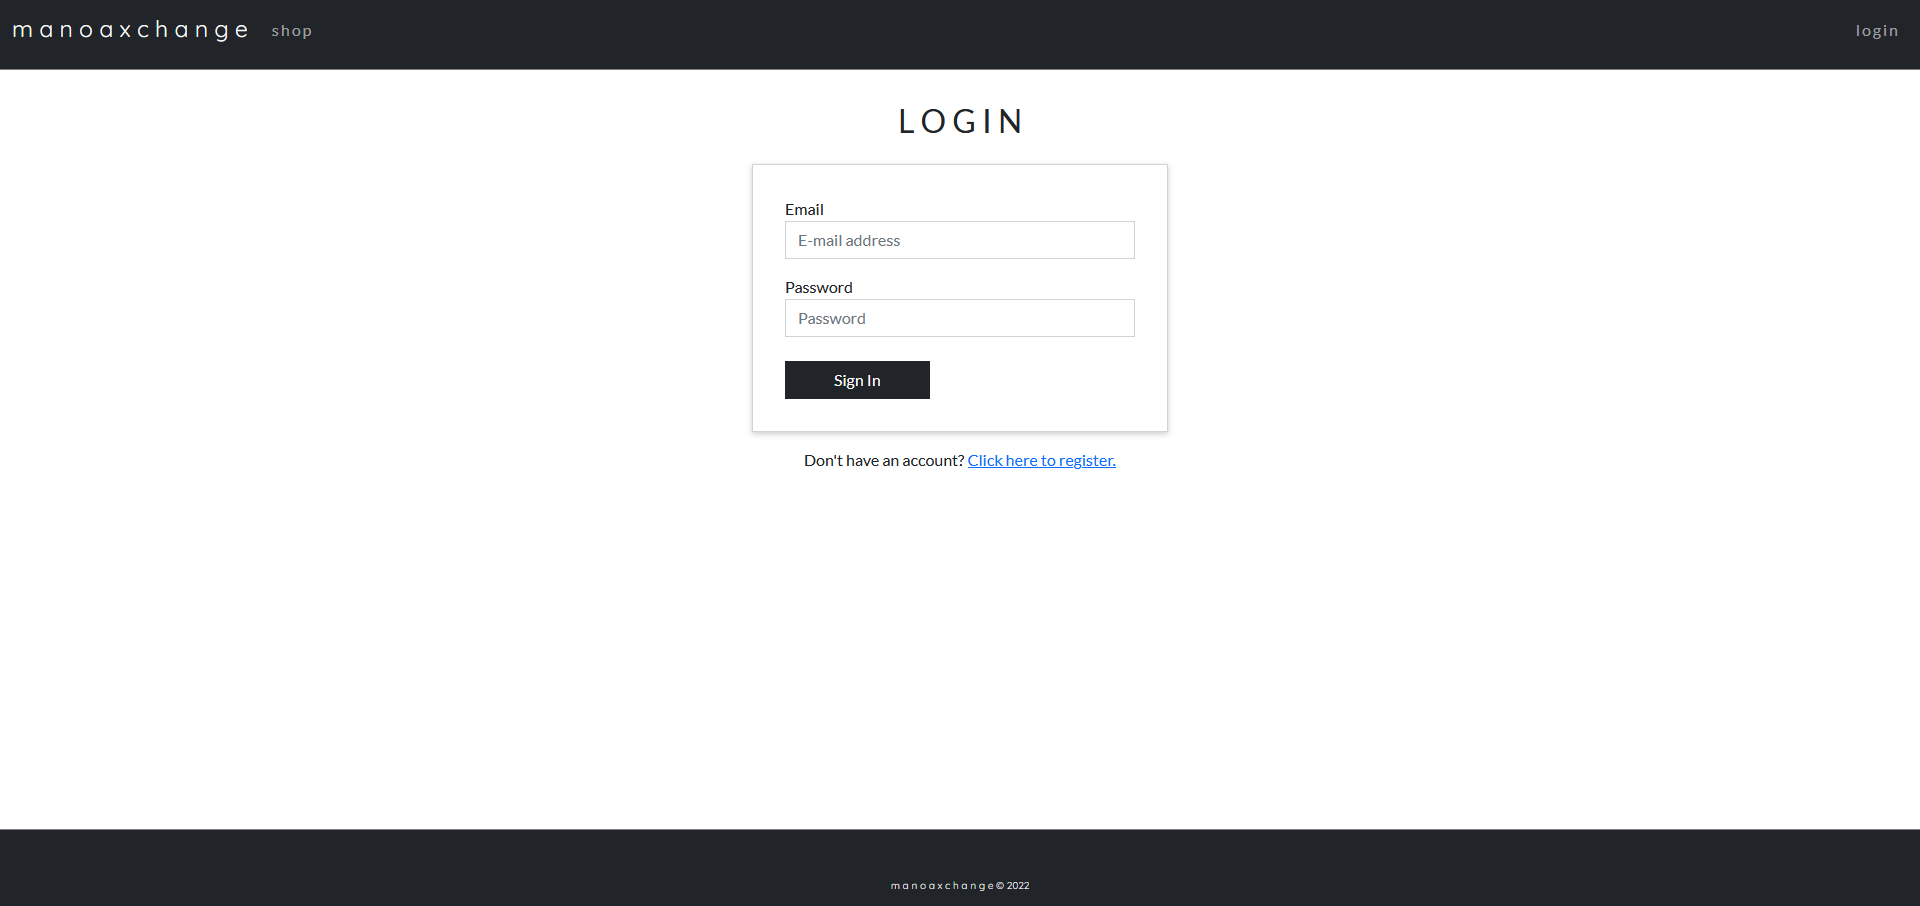 manoaxchange shop login
LOGIN
Email
E-mail address
Password
Password
Sign In
Don't have an account? Click here to register.
manoaxchange© 2022